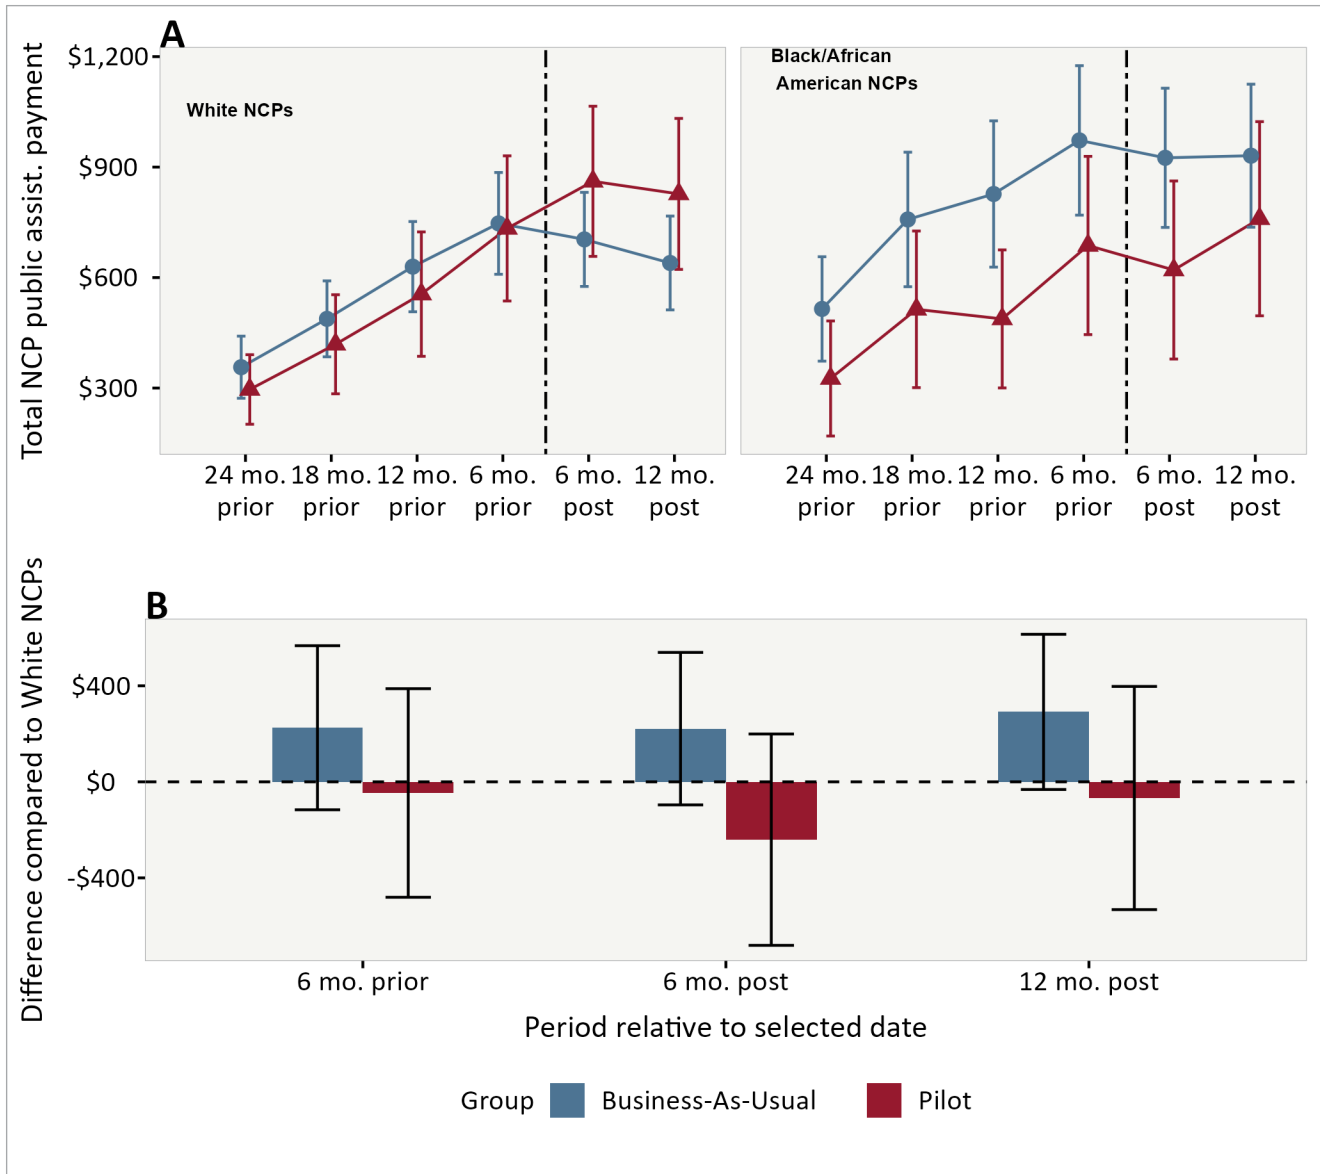 A
Total NCP public assist. payment
$1,200
$900
$600
$300
White NCPs
Black/African
American NCPs
24 mo. 18 mo. 12 mo. 6 mo. 6 mo. 12 mo.
prior prior prior prior post post
24 mo. 18 mo. 12 mo. 6 mo. 6 mo. 12 mo.
prior prior prior prior post post
B
Difference compared to White NCPs
$400
$0
-$400
6 mo. prior 6 mo. post 12 mo. post
Period relative to selected date
Group Business-As-Usual Pilot